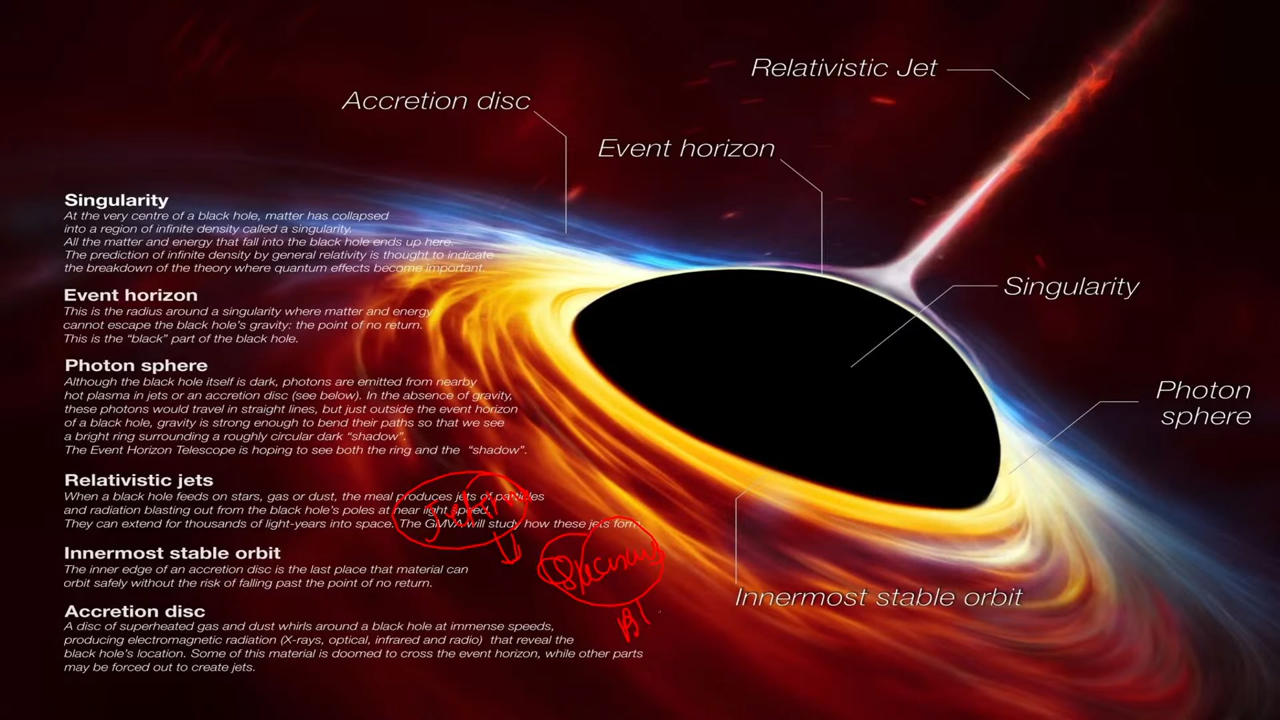 Relativistic Jet
Accretion disc
Event horizon
Singularity
Photon
sphere
Innermost stable orbit
Singularity
At the very centre of a black hole, matter has collapsed
into a region of infinite density called a singularity.
All the matter and energy that fall into the black hole ends up here.
The prediction of infinite density by general relativity is thought to indicate
the breakdown of the theory where quantum effects become important.
Event horizon
This is the radius around a singularity where matter and energy
cannot escape the black hole's gravity: the point of no return.
This is the "black" part of the black hole.
Photon sphere
Although the black hole itself is dark, photons are emitted from nearby
hot plasma in jets or an accretion disc (see below). In the absence of gravity,
these photons would travel in straight lines, but just outside the event horizon
of a black hole, gravity is strong enough to bend their paths so that we see
a bright ring surrounding a roughly circular dark "shadow".
The Event Horizon Telescope is hoping to see both the ring and the "shadow".
Relativistic jets
When a black hole feeds on stars, gas or dust, the meal produces jets of particles
and radiation blasting out from the black hole's poles at near light speed.
They can extend for thousands of light-years into space. The GMVA will study how these jets form.
Innermost stable orbit
The inner edge of an accretion disc is the last place that material can
orbit safely without the risk of falling past the point of no return.
Accretion disc
A disc of superheated gas and dust whirls around a black hole at immense speeds,
producing electromagnetic radiation (X-rays, optical, infrared and radio) that reveal the
black hole's location. Some of this material is doomed to cross the event horizon, while other parts
may be forced out to create jets.